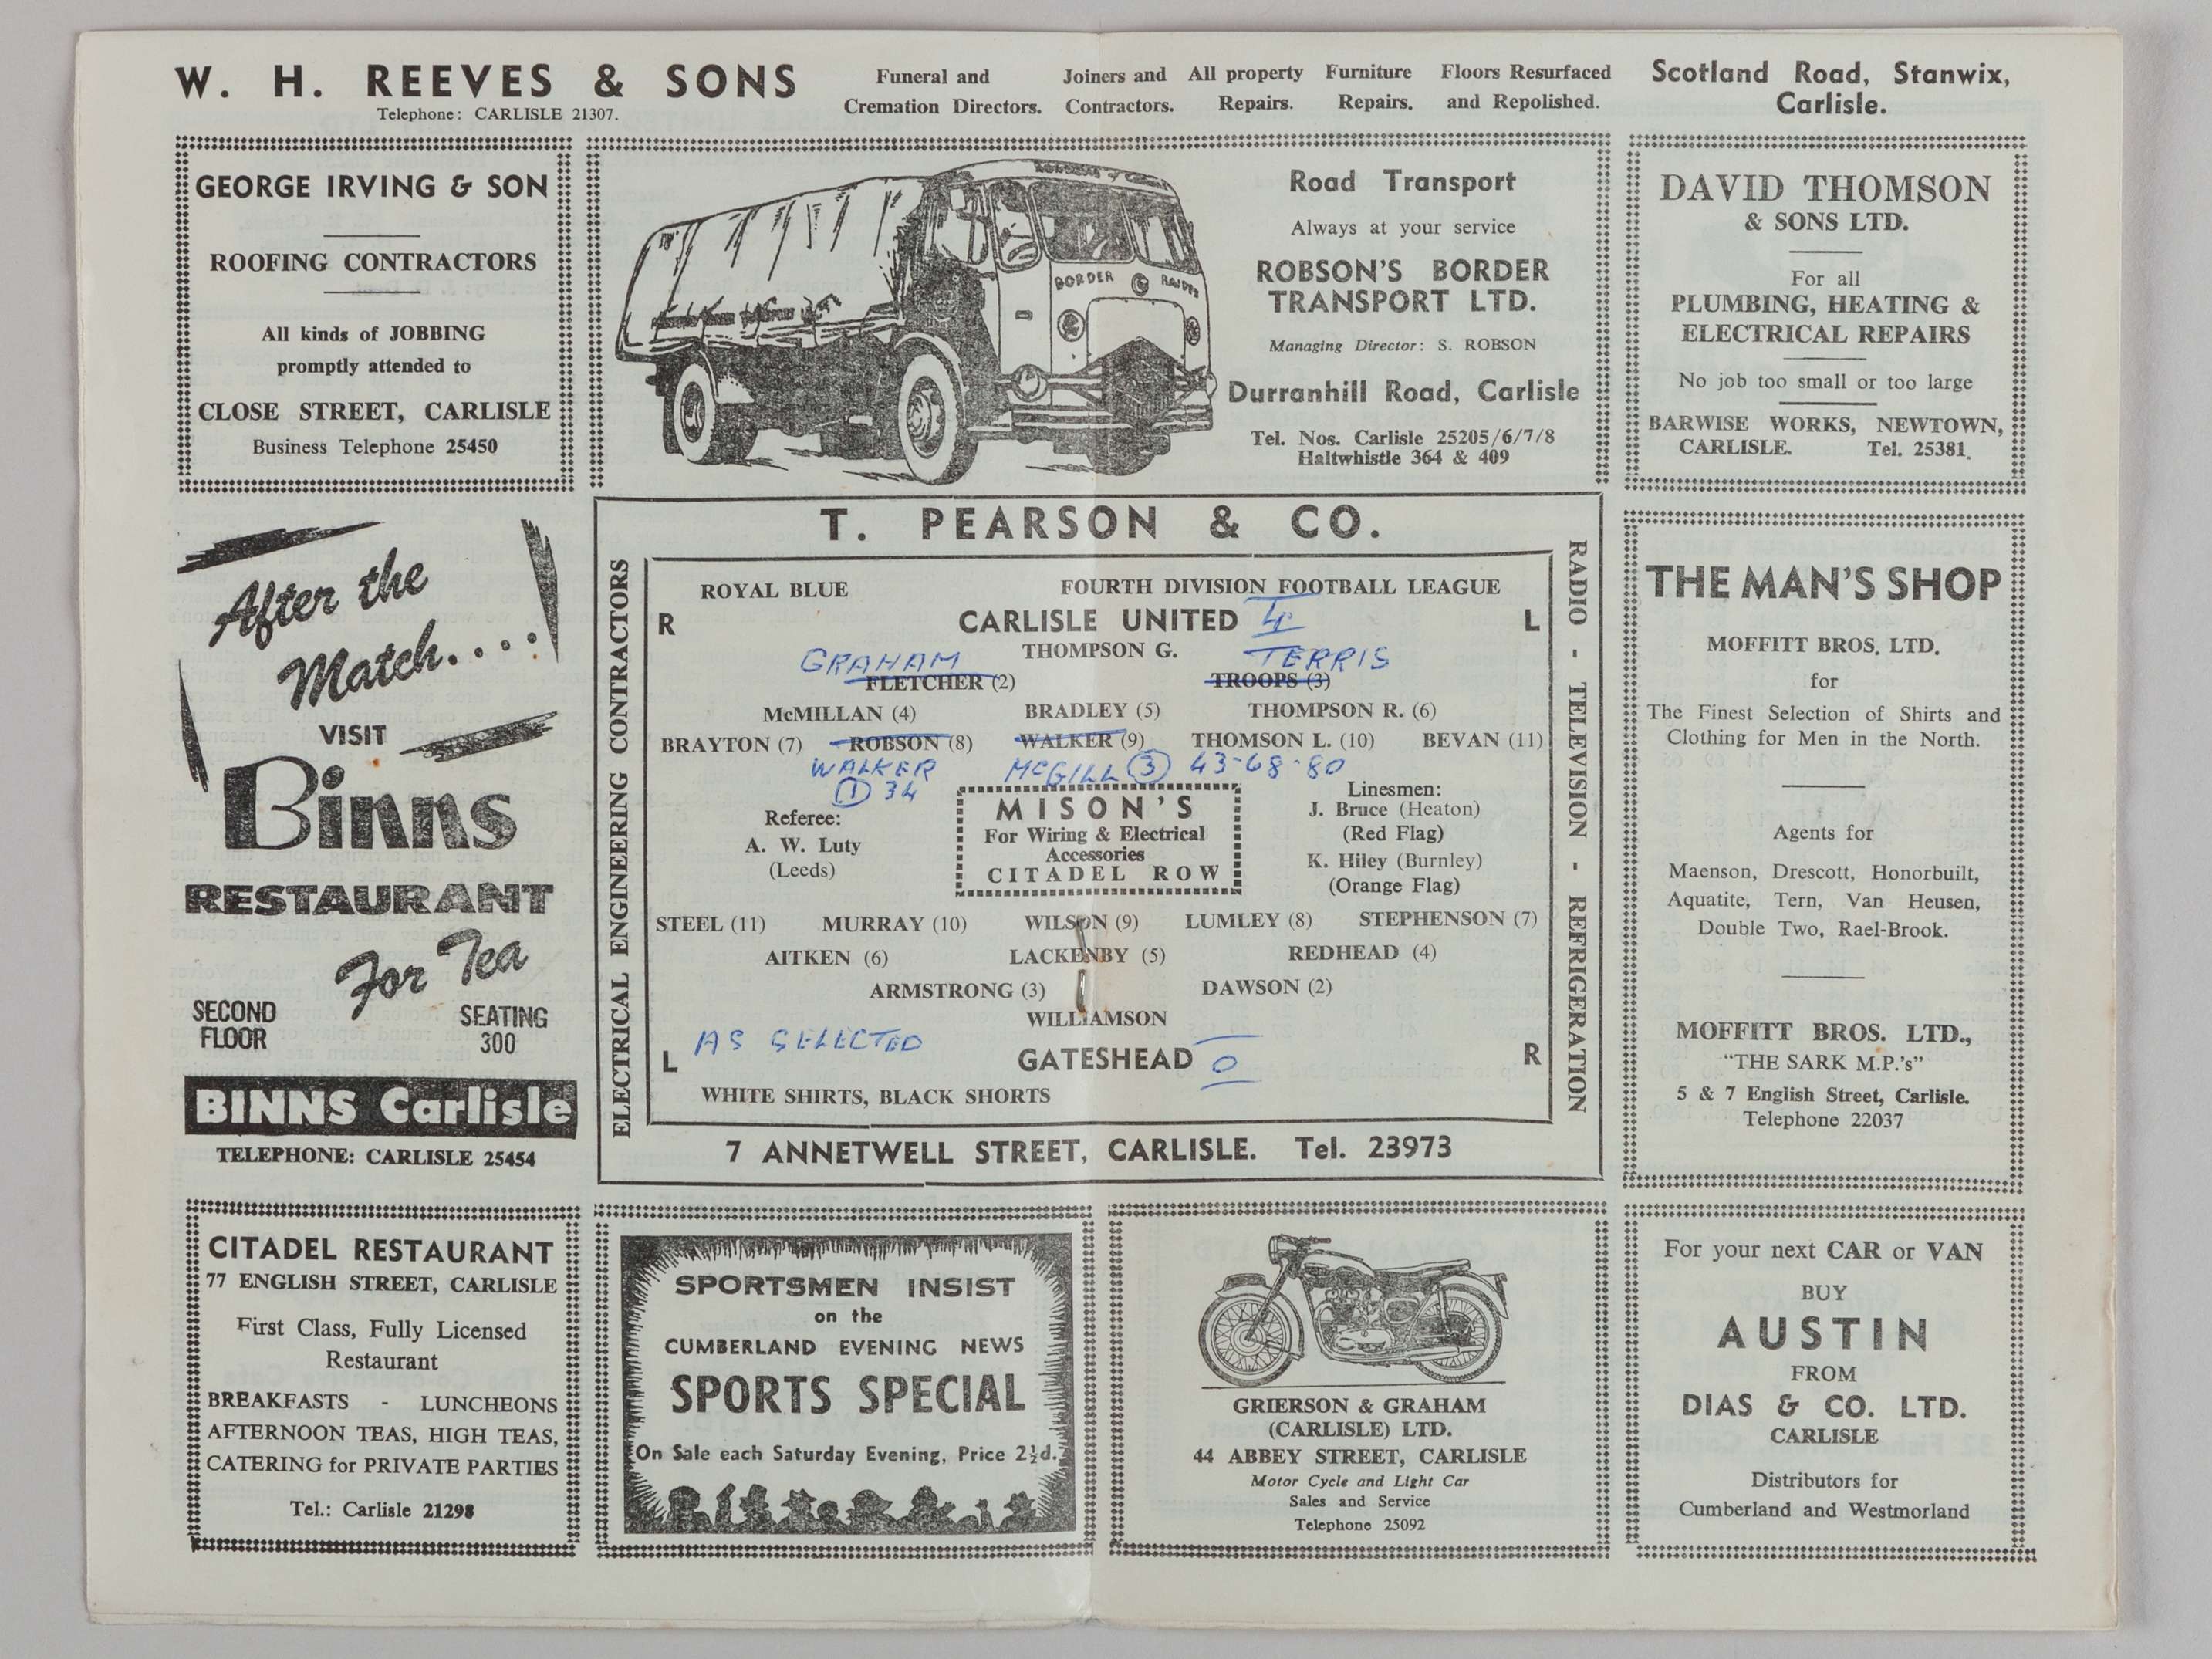 W. H. REEVES & SONS
Telephone: CARLISLE 21307.
Funeral and
Cremation Directors.
Joiners and
Contractors.
All property
Repairs.
Furniture
Repairs.
Floors Resurfaced
and Repolished.
Scotland Road, Stanwix,
Carlisle.
GEORGE IRVING & SON
ROOFING CONTRACTORS
All kinds of JOBBING
promptly attended to
CLOSE STREET, CARLISLE
Business Telephone 25450
BORDER RAIDER
Road Transport
Always at your service
ROBSON'S BORDER
TRANSPORT LTD.
Managing Director: S. ROBSON
Durranhill Road, Carlisle
Tel. Nos. Carlisle 25205/6/7/8
Haltwhistle 364 & 409
DAVID THOMSON
& SONS LTD.
For all
PLUMBING, HEATING &
ELECTRICAL REPAIRS
No job too small or too large
BARWISE WORKS, NEWTOWN,
CARLISLE. Tel. 25381.
After the
Match....
VISIT
Binns
RESTAURANT
For Tea
SECOND
FLOOR
SEATING
300
BINNS Carlisle
TELEPHONE: CARLISLE 25454
T. PEARSON & CO.
ELECTRICAL ENGINEERING CONTRACTORS
RADIO - TELEVISION - REFRIGERATION
ROYAL BLUE FOURTH DIVISION FOOTBALL LEAGUE
R CARLISLE UNITED 4 L
THOMPSON G.
GRAHAM TERRIS
FLETCHER (2) TROOPS (3)
McMILLAN (4) BRADLEY (5) THOMPSON R. (6)
BRAYTON (7) ROBSON (8) WALKER (9) THOMSON L. (10) BEVAN (11)
WALKER McGILL (3) 43-68-80
(1) 34
Referee:
A. W. Luty
(Leeds)
MISON'S
For Wiring & Electrical
Accessories
CITADEL ROW
Linesmen:
J. Bruce (Heaton)
(Red Flag)
K. Hiley (Burnley)
(Orange Flag)
STEEL (11) MURRAY (10) WILSON (9) LUMLEY (8) STEPHENSON (7)
AITKEN (6) LACKENBY (5) REDHEAD (4)
ARMSTRONG (3) DAWSON (2)
WILLIAMSON
AS SELECTED
L GATESHEAD 0 R
WHITE SHIRTS, BLACK SHORTS
7 ANNETWELL STREET, CARLISLE. Tel. 23973
THE MAN'S SHOP
MOFFITT BROS. LTD.
for
The Finest Selection of Shirts and
Clothing for Men in the North.
Agents for
Maenson, Drescott, Honorbuilt,
Aquatite, Tern, Van Heusen,
Double Two, Rael-Brook.
MOFFITT BROS. LTD.,
"THE SARK M.P.'s"
5 & 7 English Street, Carlisle.
Telephone 22037
CITADEL RESTAURANT
77 ENGLISH STREET, CARLISLE
First Class, Fully Licensed
Restaurant
BREAKFASTS - LUNCHEONS
AFTERNOON TEAS, HIGH TEAS,
CATERING for PRIVATE PARTIES
Tel.: Carlisle 21298
SPORTSMEN INSIST
on the
CUMBERLAND EVENING NEWS
SPORTS SPECIAL
On Sale each Saturday Evening, Price 2½d.
GRIERSON & GRAHAM
(CARLISLE) LTD.
44 ABBEY STREET, CARLISLE
Motor Cycle and Light Car
Sales and Service
Telephone 25092
For your next CAR or VAN
BUY
AUSTIN
FROM
DIAS & CO. LTD.
CARLISLE
Distributors for
Cumberland and Westmorland